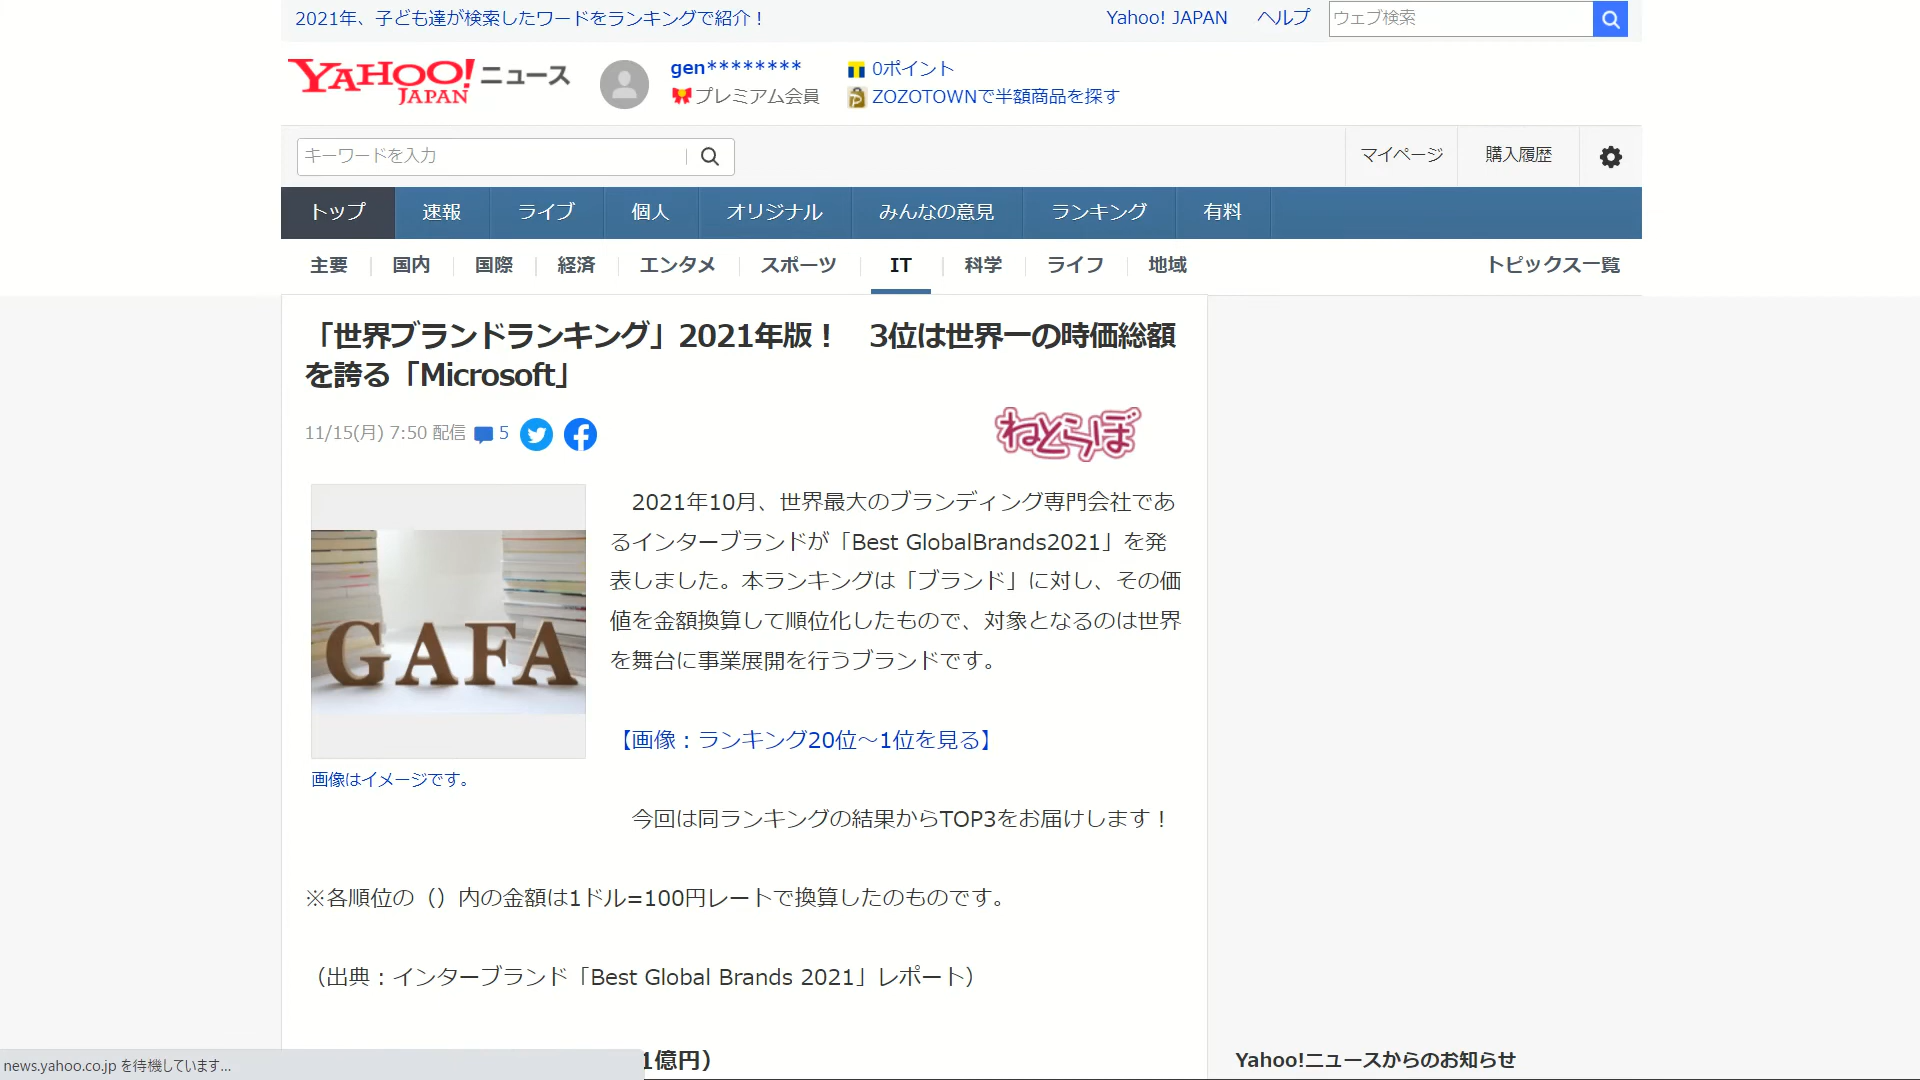 2021年、子ども達が検索したワードをランキングで紹介！
Yahoo! JAPAN ヘルプ ウェブ検索
YAHOO! JAPAN ニュース
gen********
プレミアム会員
0ポイント
ZOZOTOWNで半額商品を探す
キーワードを入力
マイページ 購入履歴
トップ 速報 ライブ 個人 オリジナル みんなの意見 ランキング 有料
主要 国内 国際 経済 エンタメ スポーツ IT 科学 ライフ 地域 トピックス一覧
「世界ブランドランキング」2021年版！　3位は世界一の時価総額
を誇る「Microsoft」
11/15(月) 7:50 配信 5
ねとらぼ
GAFA
画像はイメージです。
2021年10月、世界最大のブランディング専門会社であ
るインターブランドが「Best GlobalBrands2021」を発
表しました。本ランキングは「ブランド」に対し、その価
値を金額換算して順位化したもので、対象となるのは世界
を舞台に事業展開を行うブランドです。
【画像：ランキング20位～1位を見る】
今回は同ランキングの結果からTOP3をお届けします！
※各順位の（）内の金額は1ドル=100円レートで換算したのものです。
（出典：インターブランド「Best Global Brands 2021」レポート）
1億円）
Yahoo!ニュースからのお知らせ
news.yahoo.co.jp を待機しています...